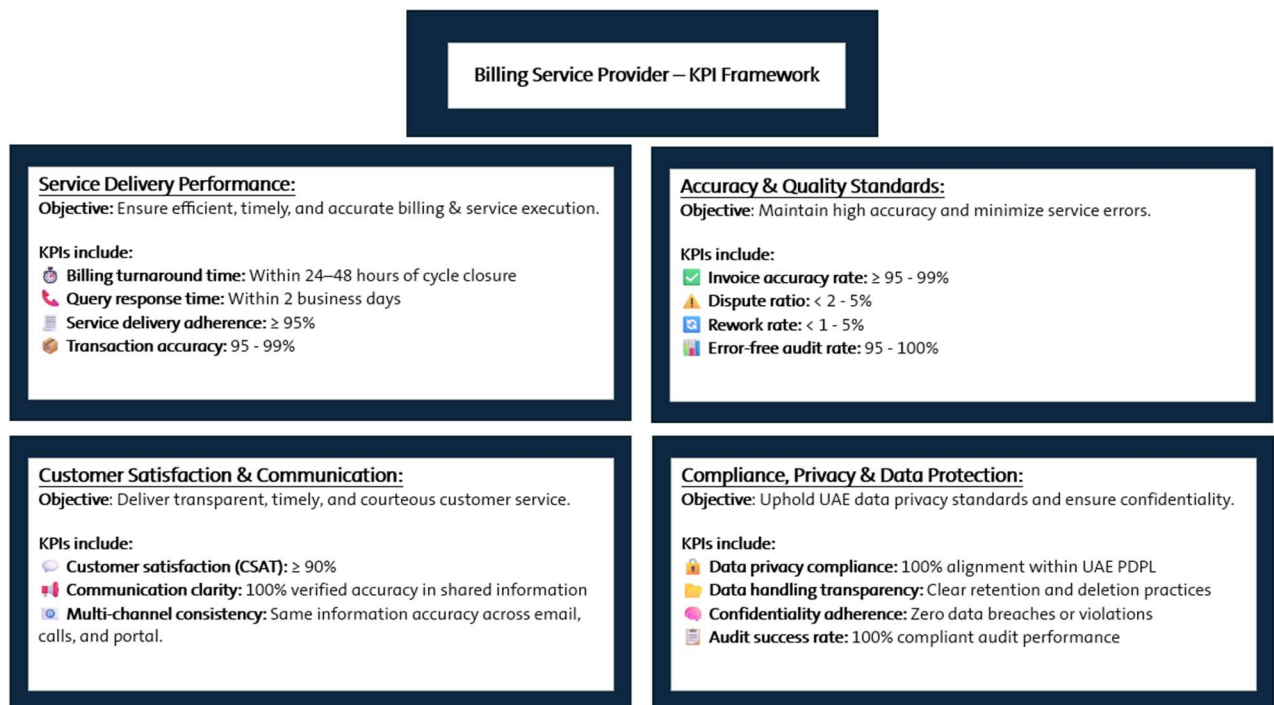 Billing Service Provider – KPI Framework
Service Delivery Performance:
Objective: Ensure efficient, timely, and accurate billing & service execution.
KPIs include:
Billing turnaround time: Within 24–48 hours of cycle closure
Query response time: Within 2 business days
Service delivery adherence: ≥ 95%
Transaction accuracy: 95 - 99%
Accuracy & Quality Standards:
Objective: Maintain high accuracy and minimize service errors.
KPIs include:
Invoice accuracy rate: ≥ 95 - 99%
Dispute ratio: < 2 - 5%
Rework rate: < 1 - 5%
Error-free audit rate: 95 - 100%
Customer Satisfaction & Communication:
Objective: Deliver transparent, timely, and courteous customer service.
KPIs include:
Customer satisfaction (CSAT): ≥ 90%
Communication clarity: 100% verified accuracy in shared information
Multi-channel consistency: Same information accuracy across email,
calls, and portal.
Compliance, Privacy & Data Protection:
Objective: Uphold UAE data privacy standards and ensure confidentiality.
KPIs include:
Data privacy compliance: 100% alignment within UAE PDPL
Data handling transparency: Clear retention and deletion practices
Confidentiality adherence: Zero data breaches or violations
Audit success rate: 100% compliant audit performance